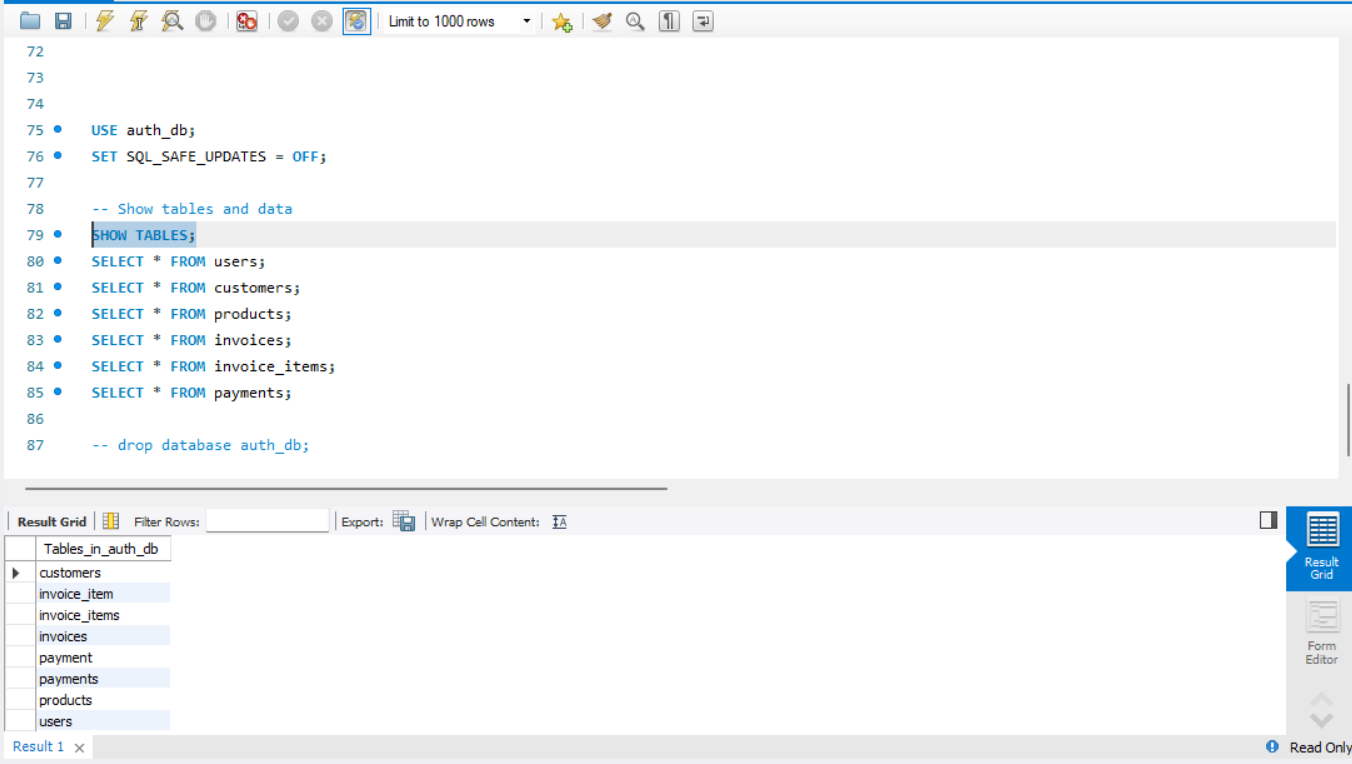 Limit to 1000 rows
72
73
74
75 USE auth_db;
76 SET SQL_SAFE_UPDATES = OFF;
77
78 -- Show tables and data
79 SHOW TABLES;
80 SELECT * FROM users;
81 SELECT * FROM customers;
82 SELECT * FROM products;
83 SELECT * FROM invoices;
84 SELECT * FROM invoice_items;
85 SELECT * FROM payments;
86
87 -- drop database auth_db;
Result Grid Filter Rows: Export: Wrap Cell Content: IA
Tables_in_auth_db
customers
invoice_item
invoice_items
invoices
payment
payments
products
users
Result
Grid
Form
Editor
Result 1 Read Only